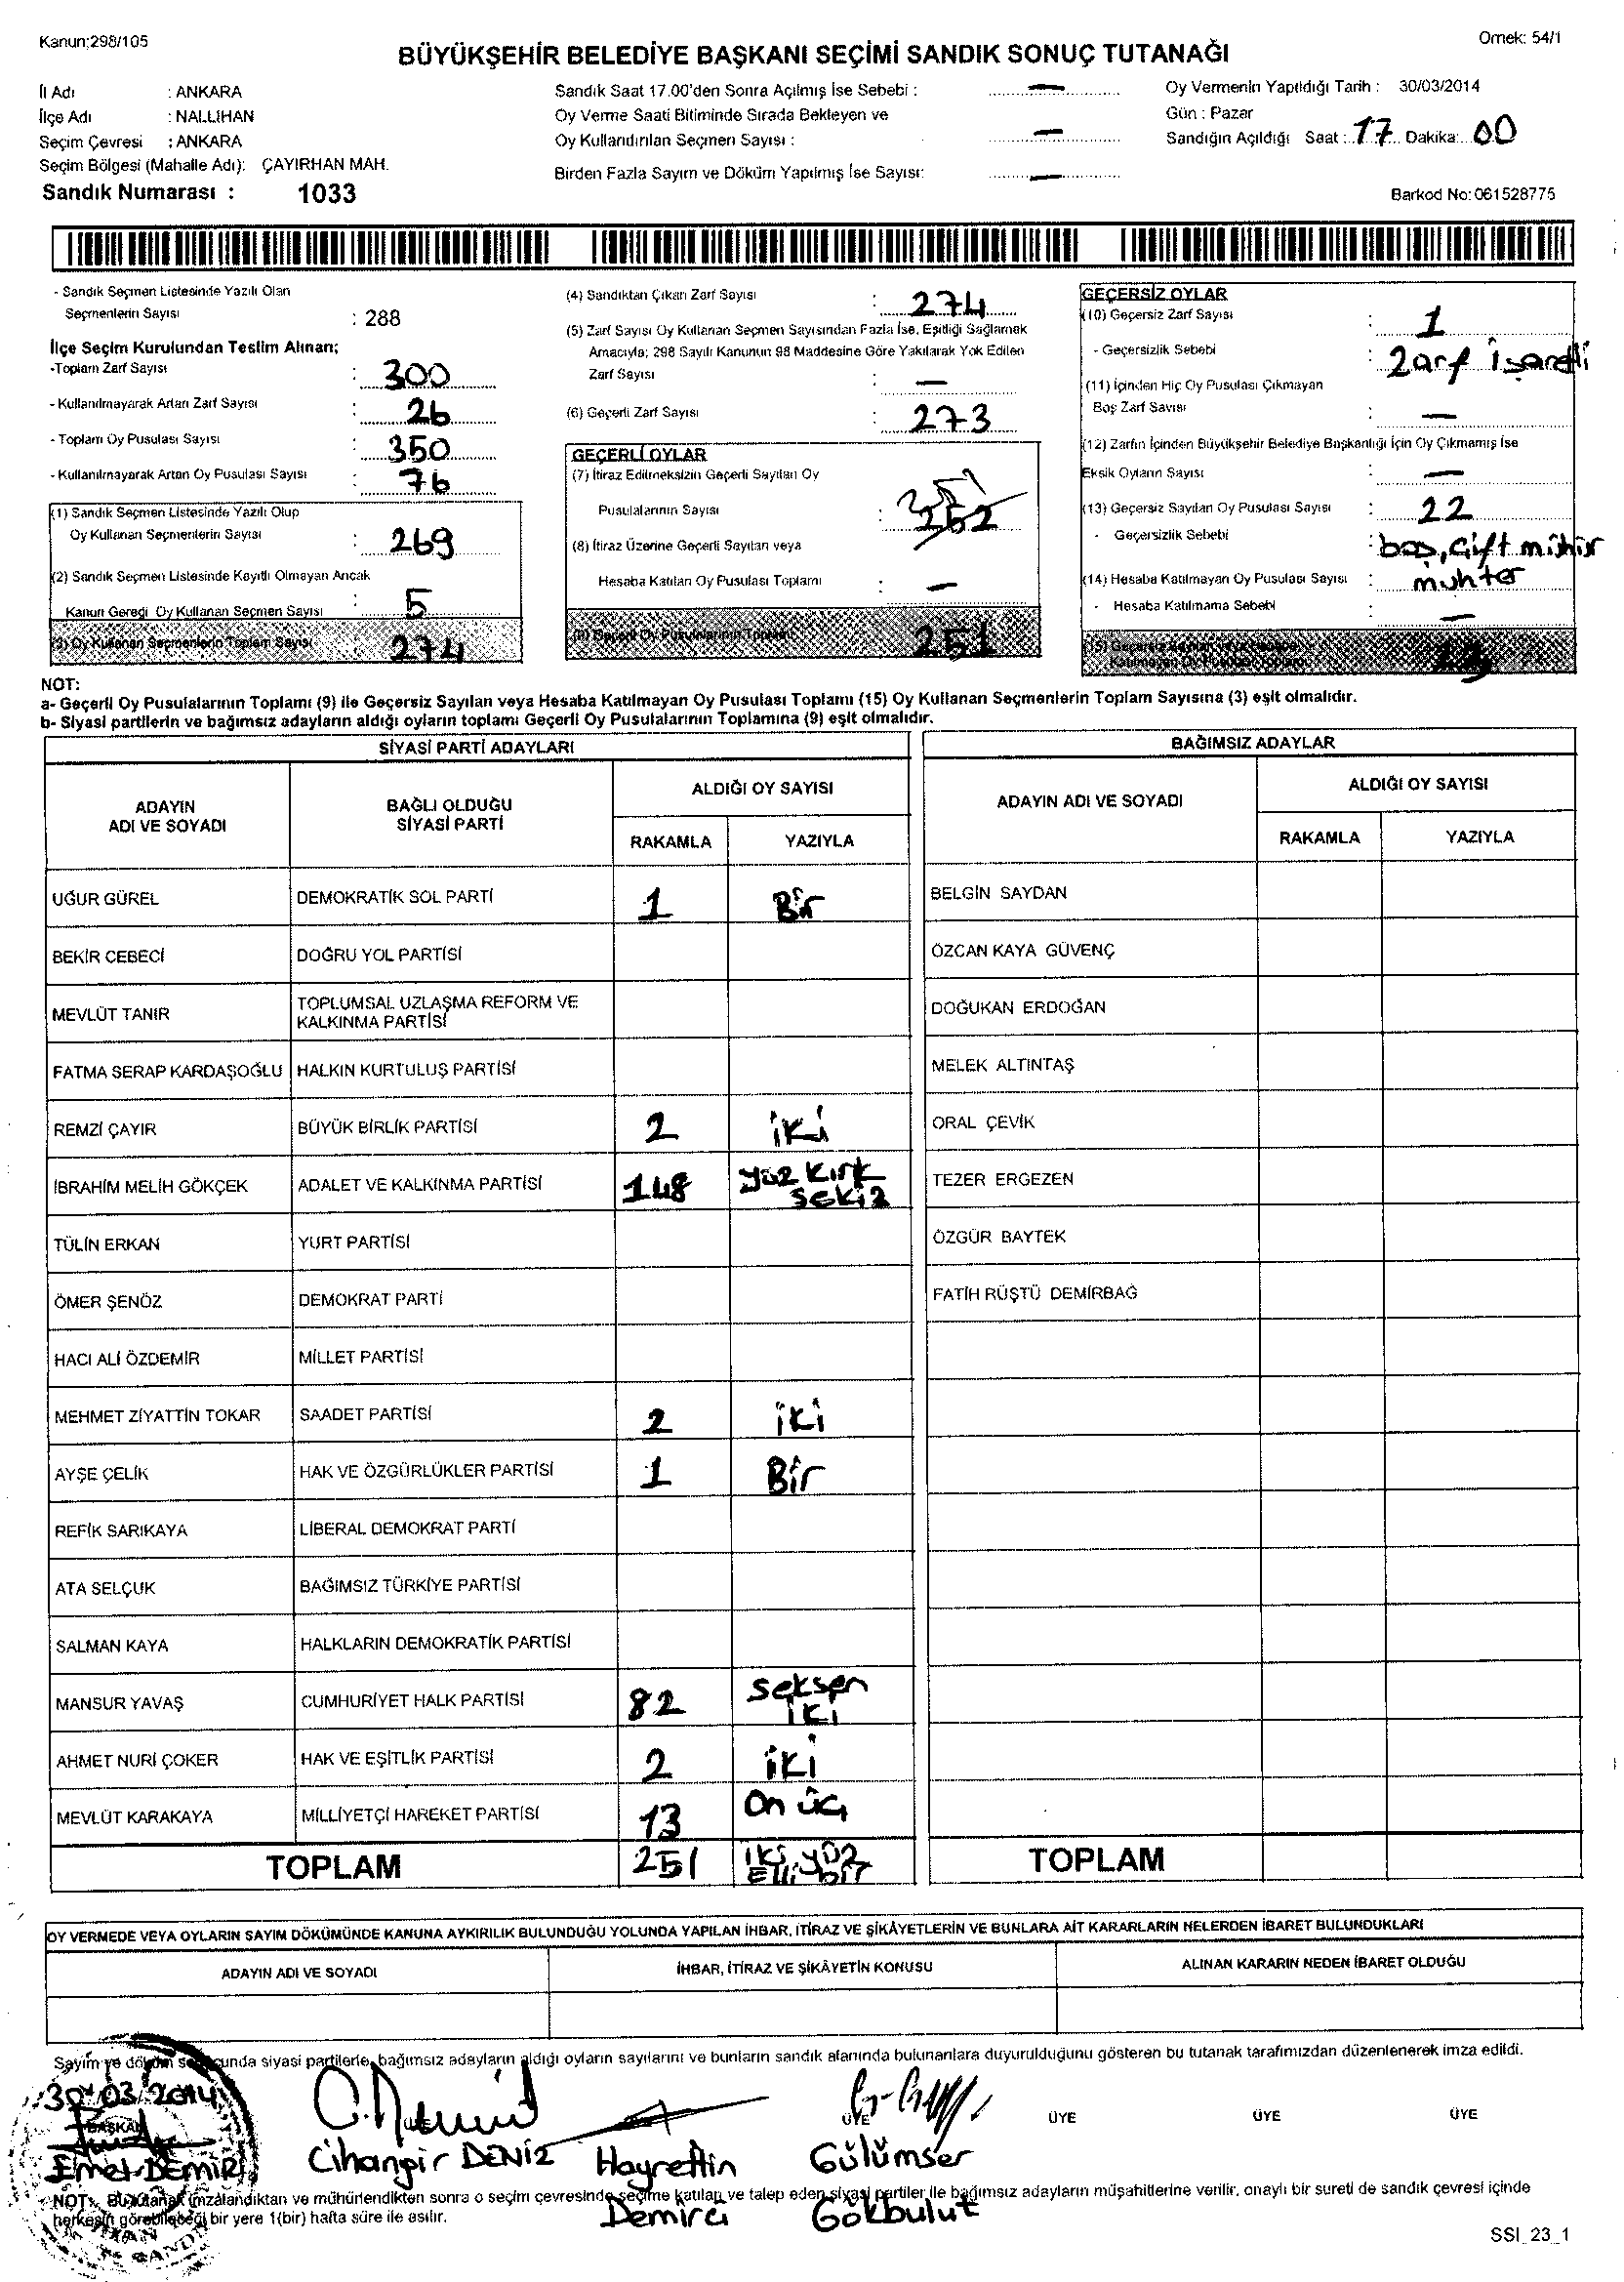 Kanun:298/105
Örnek: 54/1
BÜYÜKŞEHİR BELEDİYE BAŞKANI SEÇİMİ SANDIK SONUÇ TUTANAĞI
İl Adı : ANKARA
İlçe Adı : NALLIHAN
Seçim Çevresi : ANKARA
Seçim Bölgesi (Mahalle Adı): ÇAYIRHAN MAH.
Sandık Numarası : 1033
Sandık Saat 17.00'den Sonra Açılmış İse Sebebi : —
Oy Verme Saati Bitiminde Sırada Bekleyen ve
Oy Kullandırılan Seçmen Sayısı : —
Birden Fazla Sayım ve Döküm Yapılmış İse Sayısı: —
Oy Vermenin Yapıldığı Tarih : 30/03/2014
Gün : Pazar
Sandığın Açıldığı Saat : 17 Dakika: 00
Barkod No: 061528775
- Sandık Seçmen Listesinde Yazılı Olan
Seçmenlerin Sayısı : 288
İlçe Seçim Kurulundan Teslim Alınan;
-Toplam Zarf Sayısı : 300
- Kullanılmayarak Artan Zarf Sayısı : 26
- Toplam Oy Pusulası Sayısı : 350
- Kullanılmayarak Artan Oy Pusulası Sayısı : 76
(1) Sandık Seçmen Listesinde Yazılı Olup
Oy Kullanan Seçmenlerin Sayısı : 269
(2) Sandık Seçmen Listesinde Kayıtlı Olmayan Ancak
Kanun Gereği Oy Kullanan Seçmen Sayısı : 5
(3) Oy Kullanan Seçmenlerin Toplam Sayısı : 274
(4) Sandıktan Çıkan Zarf Sayısı : 274
(5) Zarf Sayısı Oy Kullanan Seçmen Sayısından Fazla İse, Eşitliği Sağlamak
Amacıyla; 298 Sayılı Kanunun 98 Maddesine Göre Yakılarak Yok Edilen
Zarf Sayısı : —
(6) Geçerli Zarf Sayısı : 273
GEÇERLİ OYLAR
(7) İtiraz Edilmeksizin Geçerli Sayılan Oy
Pusulalarının Sayısı :
(8) İtiraz Üzerine Geçerli Sayılan veya
Hesaba Katılan Oy Pusulası Toplamı : —
(9) Geçerli Oy Pusulalarının Toplamı 251
GEÇERSİZ OYLAR
(10) Geçersiz Zarf Sayısı : 1
- Geçersizlik Sebebi : Zarf işaretli
(11) İçinden Hiç Oy Pusulası Çıkmayan
Boş Zarf Sayısı : —
(12) Zarfın İçinden Büyükşehir Belediye Başkanlığı İçin Oy Çıkmamış İse
Eksik Oyların Sayısı : —
(13) Geçersiz Sayılan Oy Pusulası Sayısı : 22
- Geçersizlik Sebebi : boş, çift mühür
muhtar
(14) Hesaba Katılmayan Oy Pusulası Sayısı :
- Hesaba Katılmama Sebebi : —
(15) Geçersiz Sayılan veya Hesaba
Katılmayan Oy Pusulası Toplamı 23
NOT:
a- Geçerli Oy Pusulalarının Toplamı (9) ile Geçersiz Sayılan veya Hesaba Katılmayan Oy Pusulası Toplamı (15) Oy Kullanan Seçmenlerin Toplam Sayısına (3) eşit olmalıdır.
b- Siyasi partilerin ve bağımsız adayların aldığı oyların toplamı Geçerli Oy Pusulalarının Toplamına (9) eşit olmalıdır.
SİYASİ PARTİ ADAYLARI
ADAYIN ADI VE SOYADI
BAĞLI OLDUĞU SİYASİ PARTİ
ALDIĞI OY SAYISI
RAKAMLA YAZIYLA
UĞUR GÜREL DEMOKRATİK SOL PARTİ 1 Bir
BEKİR CEBECİ DOĞRU YOL PARTİSİ
MEVLÜT TANIR TOPLUMSAL UZLAŞMA REFORM VE KALKINMA PARTİSİ
FATMA SERAP KARDAŞOĞLU HALKIN KURTULUŞ PARTİSİ
REMZİ ÇAYIR BÜYÜK BİRLİK PARTİSİ 2 iki
İBRAHİM MELİH GÖKÇEK ADALET VE KALKINMA PARTİSİ 148 yüz Kırk sekiz
TÜLİN ERKAN YURT PARTİSİ
ÖMER ŞENÖZ DEMOKRAT PARTİ
HACI ALİ ÖZDEMİR MİLLET PARTİSİ
MEHMET ZİYATTİN TOKAR SAADET PARTİSİ 2 iki
AYŞE ÇELİK HAK VE ÖZGÜRLÜKLER PARTİSİ 1 Bir
REFİK SARIKAYA LİBERAL DEMOKRAT PARTİ
ATA SELÇUK BAĞIMSIZ TÜRKİYE PARTİSİ
SALMAN KAYA HALKLARIN DEMOKRATİK PARTİSİ
MANSUR YAVAŞ CUMHURİYET HALK PARTİSİ 82 seksen iki
AHMET NURİ ÇOKER HAK VE EŞİTLİK PARTİSİ 2 iki
MEVLÜT KARAKAYA MİLLİYETÇİ HAREKET PARTİSİ 13 On üç
TOPLAM 251 iki yüz Elli bir
BAĞIMSIZ ADAYLAR
ADAYIN ADI VE SOYADI
ALDIĞI OY SAYISI
RAKAMLA YAZIYLA
BELGİN SAYDAN
ÖZCAN KAYA GÜVENÇ
DOĞUKAN ERDOĞAN
MELEK ALTINTAŞ
ORAL ÇEVİK
TEZER ERGEZEN
ÖZGÜR BAYTEK
FATİH RÜŞTÜ DEMİRBAĞ
TOPLAM
OY VERMEDE VEYA OYLARIN SAYIM DÖKÜMÜNDE KANUNA AYKIRILIK BULUNDUĞU YOLUNDA YAPILAN İHBAR, İTİRAZ VE ŞİKÂYETLERİN VE BUNLARA AİT KARARLARIN NELERDEN İBARET BULUNDUKLARI
ADAYIN ADI VE SOYADI
İHBAR, İTİRAZ VE ŞİKÂYETİN KONUSU
ALINAN KARARIN NEDEN İBARET OLDUĞU
Sayım ve döküm sonucunda siyasi partilerle, bağımsız adayların aldığı oyların sayılarını ve bunların sandık alanında bulunanlara duyurulduğunu gösteren bu tutanak tarafımızdan düzenlenerek imza edildi.
30/03/2014
BAŞKAN ÜYE ÜYE ÜYE ÜYE
Emel DEMİR
Cihangir DENİZ
Hayrettin Demirci
Gülümser Gökbulut
NOT: Bu tutanak imzalandıktan ve mühürlendikten sonra o seçim çevresinde seçime katılan ve talep eden siyasi partiler ile bağımsız adayların müşahitlerine verilir, onaylı bir sureti de sandık çevresi içinde
herkesin görebileceği bir yere 1(bir) hafta süre ile asılır.
SSI_23_1